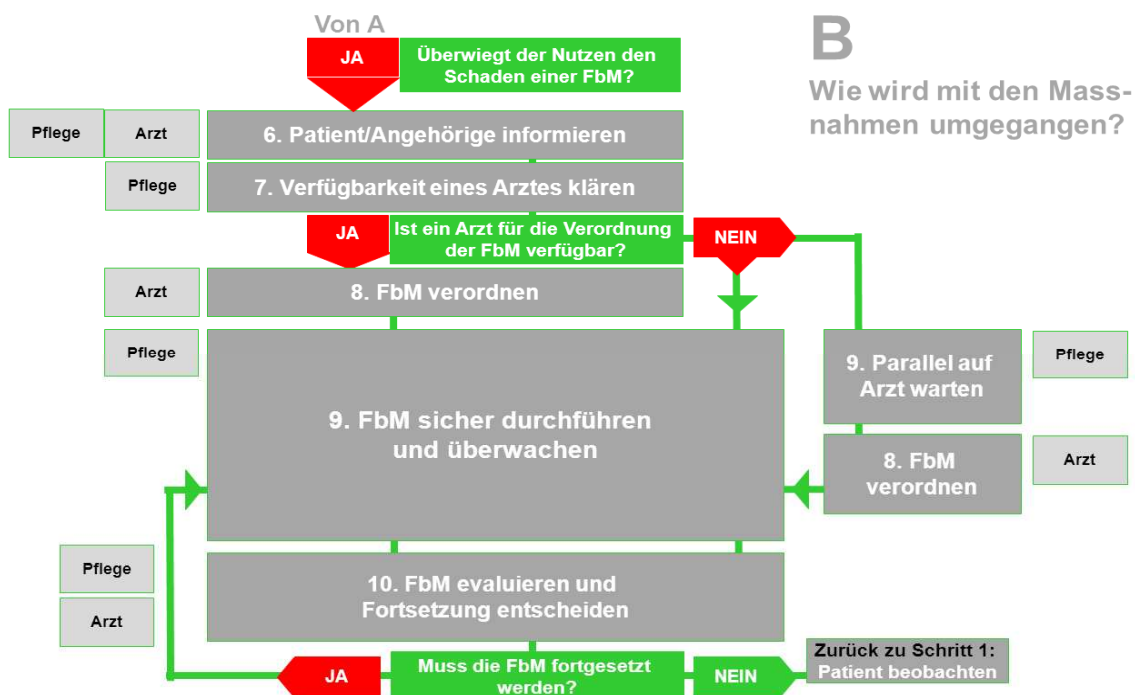 Von A
JA
Überwiegt der Nutzen den
Schaden einer FbM?
B
Wie wird mit den Mass-
nahmen umgegangen?
Pflege
Arzt
6. Patient/Angehörige informieren
Pflege
7. Verfügbarkeit eines Arztes klären
JA
Ist ein Arzt für die Verordnung
der FbM verfügbar?
NEIN
Arzt
8. FbM verordnen
Pflege
9. FbM sicher durchführen
und überwachen
9. Parallel auf
Arzt warten
Pflege
8. FbM
verordnen
Arzt
Pflege
Arzt
10. FbM evaluieren und
Fortsetzung entscheiden
JA
Muss die FbM fortgesetzt
werden?
NEIN
Zurück zu Schritt 1:
Patient beobachten